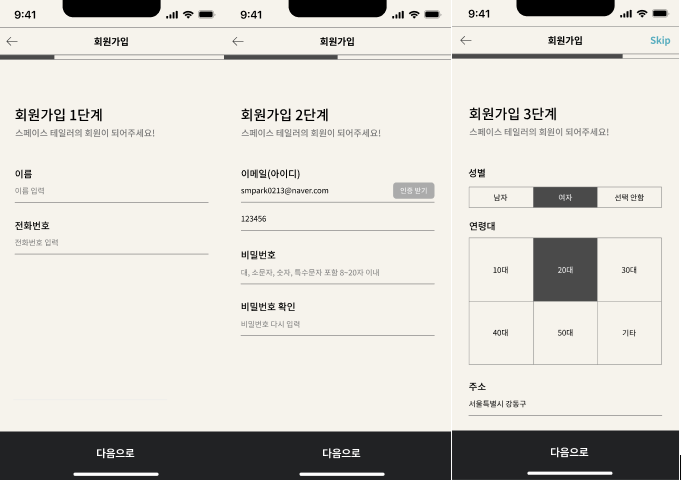 9:41
회원가입
회원가입 1단계
스페이스 테일러의 회원이 되어주세요!
이름
이름 입력
전화번호
전화번호 입력
다음으로
9:41
회원가입
회원가입 2단계
스페이스 테일러의 회원이 되어주세요!
이메일(아이디)
smpark0213@naver.com
인증 받기
123456
비밀번호
대, 소문자, 숫자, 특수문자 포함 8~20자 이내
비밀번호 확인
비밀번호 다시 입력
다음으로
9:41
회원가입
Skip
회원가입 3단계
스페이스 테일러의 회원이 되어주세요!
성별
남자 여자 선택 안함
연령대
10대 20대 30대
40대 50대 기타
주소
서울특별시 강동구
다음으로